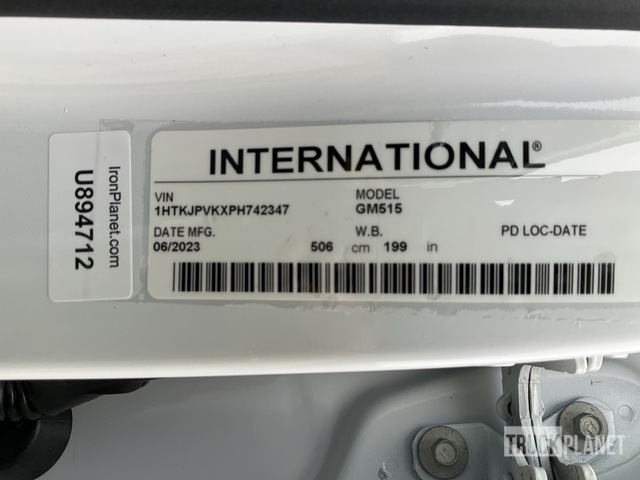 INTERNATIONAL®
VIN
1HTKJPVKXPH742347
MODEL
GM515
DATE MFG.
06/2023
W.B.
506 cm 199 in
PD LOC-DATE
IronPlanet.com
U894712
TRUCKPLANET